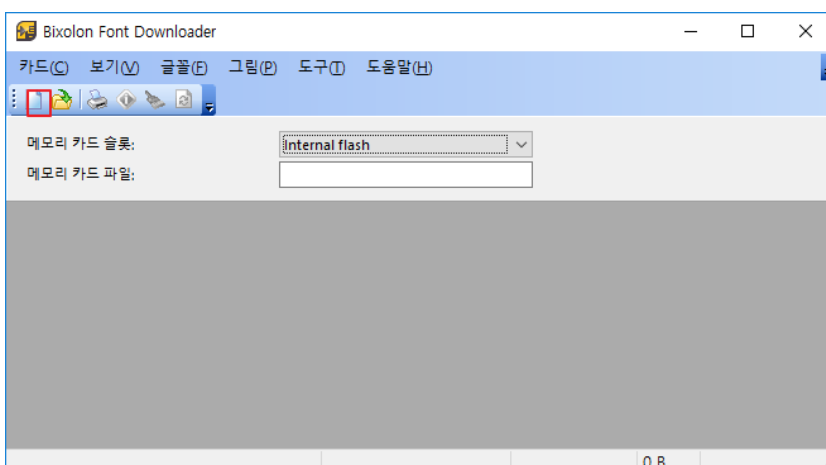 Bixolon Font Downloader
카드(C) 보기(V) 글꼴(F) 그림(P) 도구(T) 도움말(H)
메모리 카드 슬롯: Internal flash
메모리 카드 파일:
0 B